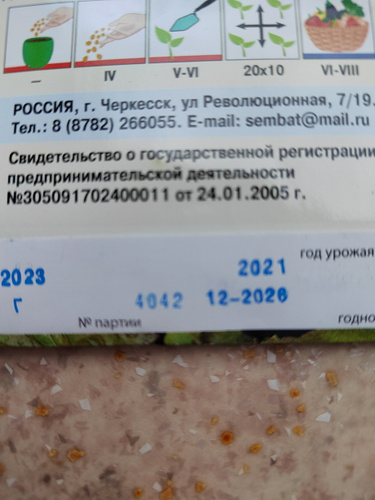 — IV V-VI 20x10 VI-VIII
РОССИЯ, г. Черкесск, ул Революционная, 7/19.
Тел.: 8 (8782) 266055. E-mail: sembat@mail.ru
Свидетельство о государственной регистрации
предпринимательской деятельности
№305091702400011 от 24.01.2005 г.
год урожая
2023 2021
г 4042 12-2026
№ партии годно